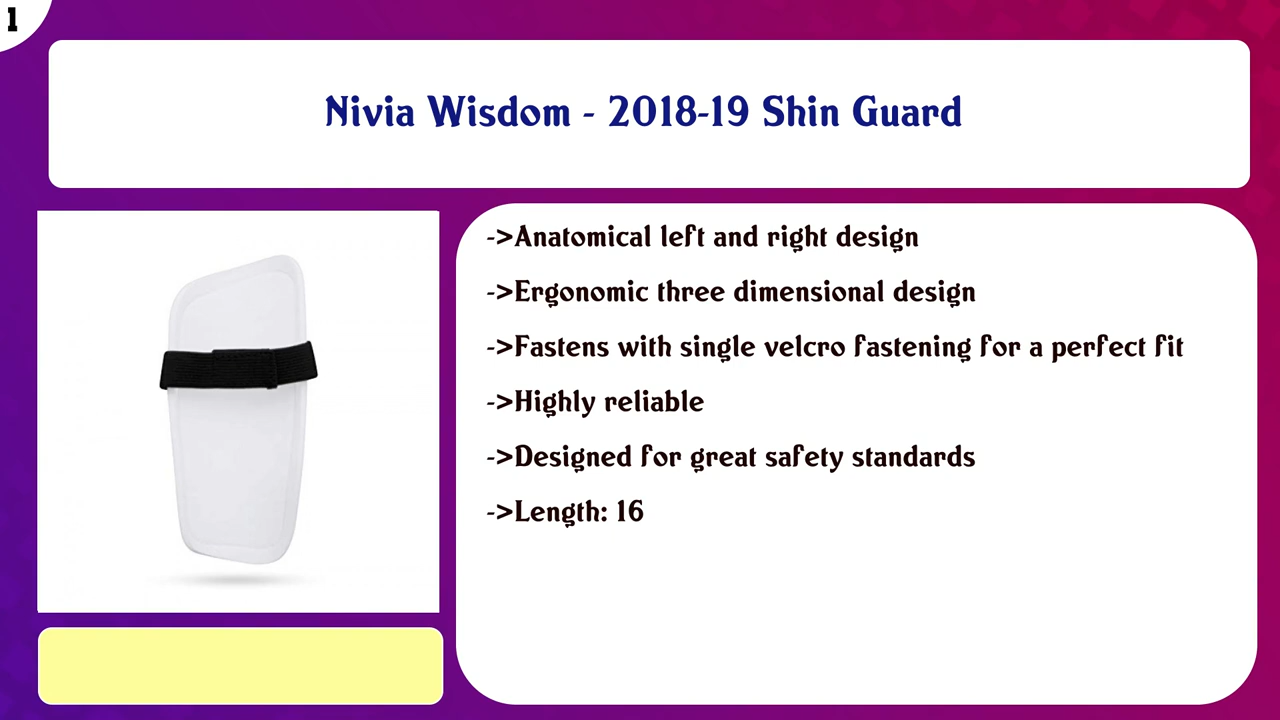 1
Nivia Wisdom - 2018-19 Shin Guard
->Anatomical left and right design
->Ergonomic three dimensional design
->Fastens with single velcro fastening for a perfect fit
->Highly reliable
->Designed for great safety standards
->Length: 16